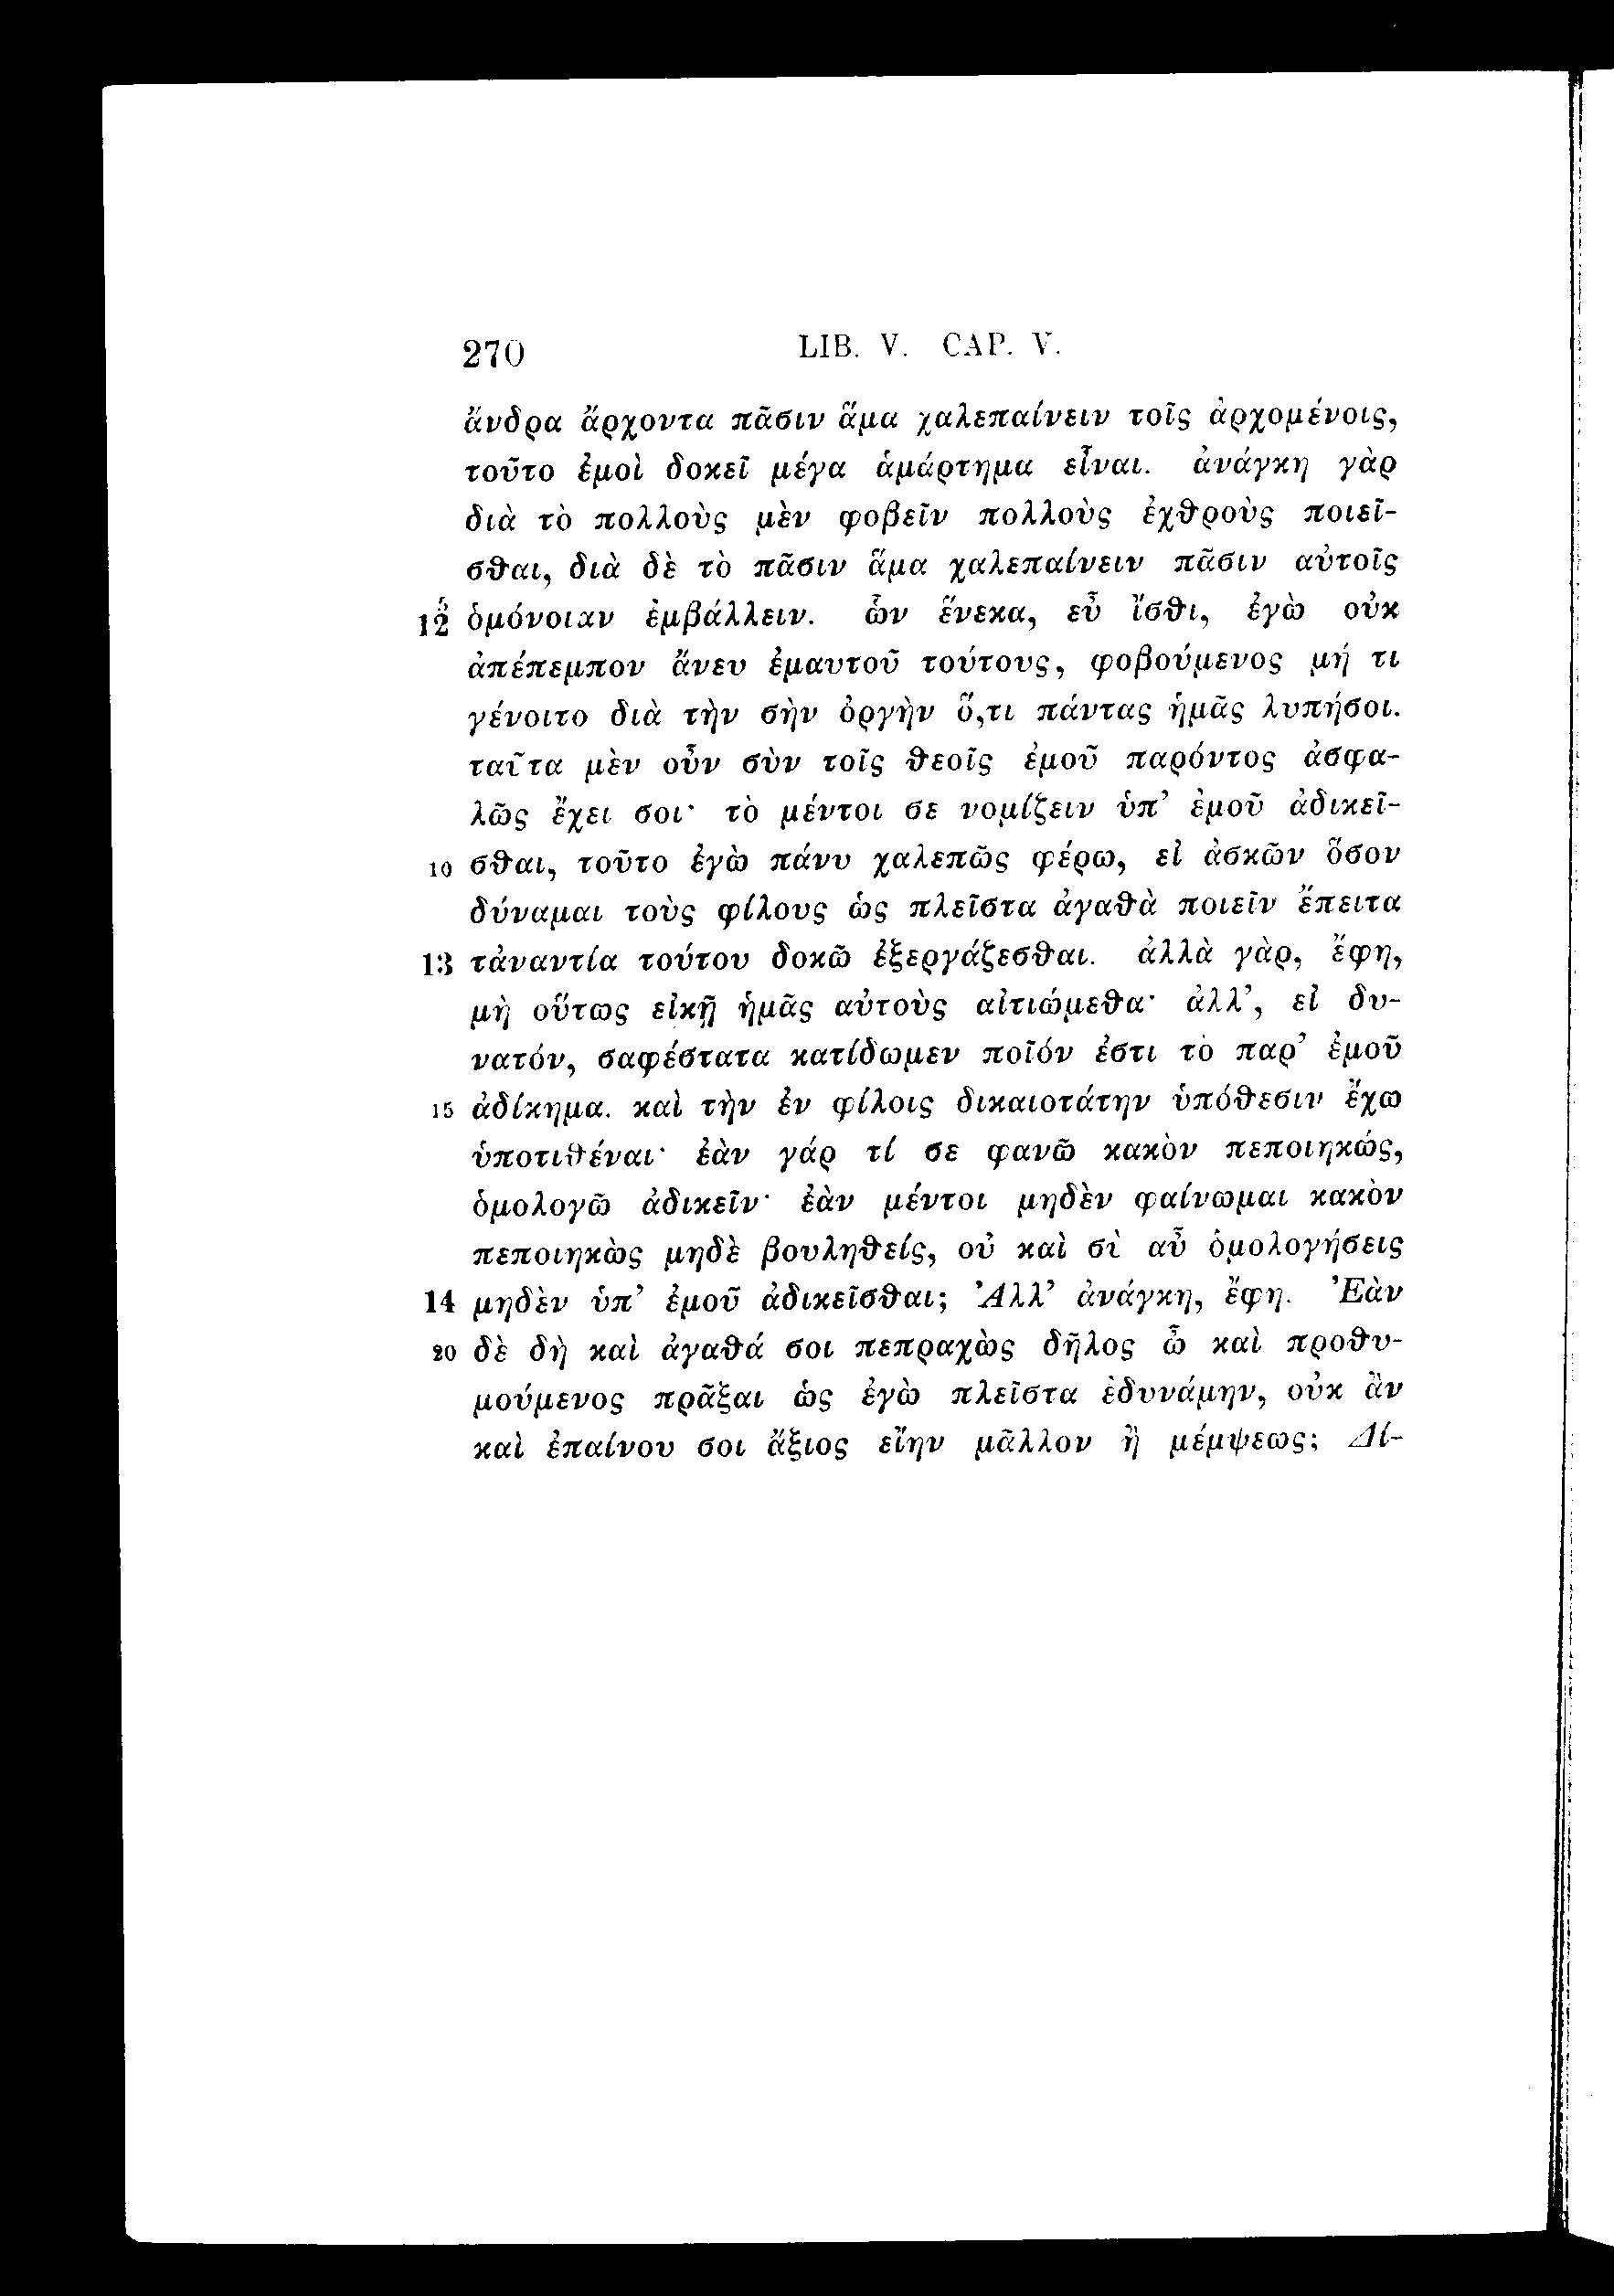 270 LIB. V. CAP. V.
ἄνδρα ἄρχοντα πᾶσιν ἅμα χαλεπαίνειν τοῖς ἀρχομένοις,
τοῦτο ἐμοὶ δοκεῖ μέγα ἁμάρτημα εἶναι. ἀνάγκη γὰρ
διὰ τὸ πολλοὺς μὲν φοβεῖν πολλοὺς ἐχθροὺς ποιεῖ-
σθαι, διὰ δὲ τὸ πᾶσιν ἅμα χαλεπαίνειν πᾶσιν αὐτοῖς
12 ὁμόνοιαν ἐμβάλλειν. ὧν ἕνεκα, εὖ ἴσθι, ἐγὼ οὐκ
ἀπέπεμπον ἄνευ ἐμαυτοῦ τούτους, φοβούμενος μή τι
γένοιτο διὰ τὴν σὴν ὀργὴν ὅ,τι πάντας ἡμᾶς λυπήσοι.
ταῦτα μὲν οὖν σὺν τοῖς θεοῖς ἐμοῦ παρόντος ἀσφα-
λῶς ἔχει σοι· τὸ μέντοι σε νομίζειν ὑπ’ ἐμοῦ ἀδικεῖ-
10 σθαι, τοῦτο ἐγὼ πάνυ χαλεπῶς φέρω, εἰ ἀσκῶν ὅσον
δύναμαι τοὺς φίλους ὡς πλεῖστα ἀγαθὰ ποιεῖν ἔπειτα
13 τἀναντία τούτου δοκῶ ἐξεργάζεσθαι. ἀλλὰ γὰρ, ἔφη,
μὴ οὕτως εἰκῇ ἡμᾶς αὐτοὺς αἰτιώμεθα· ἀλλ’, εἰ δυ-
νατόν, σαφέστατα κατίδωμεν ποῖόν ἐστι τὸ παρ’ ἐμοῦ
15 ἀδίκημα. καὶ τὴν ἐν φίλοις δικαιοτάτην ὑπόθεσιν ἔχω
ὑποτιθέναι· ἐὰν γάρ τί σε φανῶ κακὸν πεποιηκώς,
ὁμολογῶ ἀδικεῖν· ἐὰν μέντοι μηδὲν φαίνωμαι κακὸν
πεποιηκὼς μηδὲ βουληθείς, οὐ καὶ σὺ αὖ ὁμολογήσεις
14 μηδὲν ὑπ’ ἐμοῦ ἀδικεῖσθαι; Ἀλλ’ ἀνάγκη, ἔφη. Ἐὰν
20 δὲ δὴ καὶ ἀγαθά σοι πεπραχὼς δῆλος ὦ καὶ προθυ-
μούμενος πρᾶξαι ὡς ἐγὼ πλεῖστα ἐδυνάμην, οὐκ ἂν
καὶ ἐπαίνου σοι ἄξιος εἴην μᾶλλον ἢ μέμψεως; Δί-